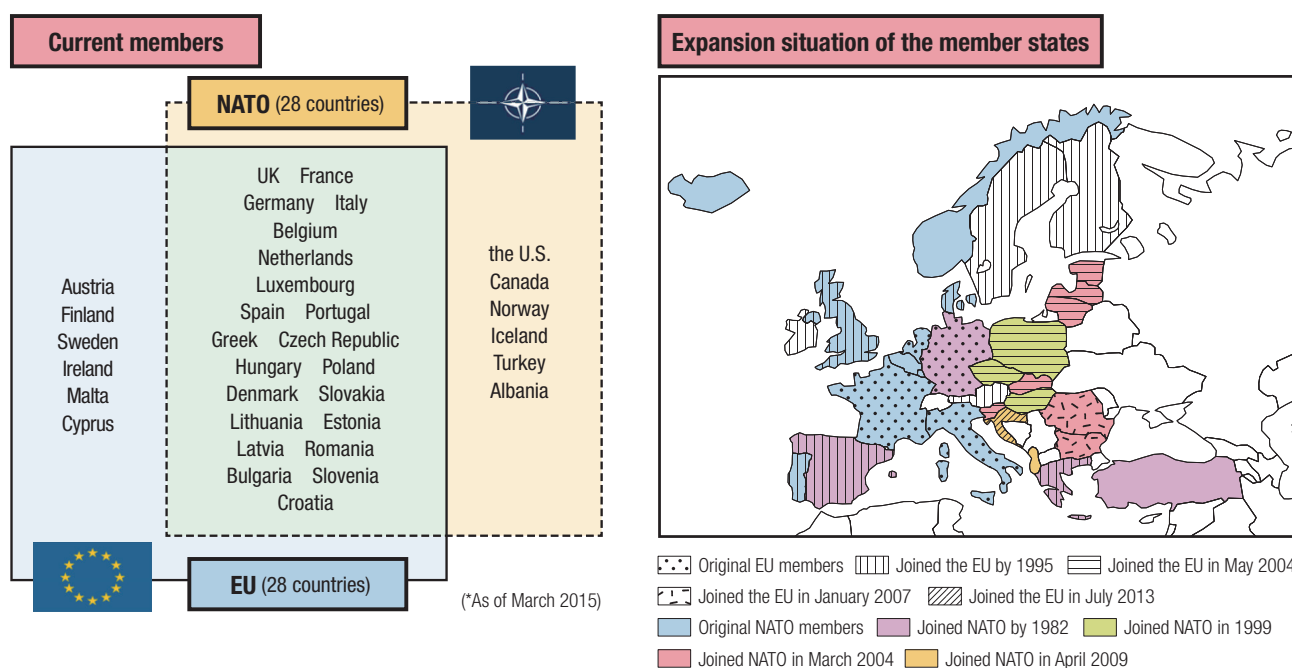 Current members
NATO (28 countries)
UK France
Germany Italy
Belgium
Netherlands
Luxembourg
Spain Portugal
Greek Czech Republic
Hungary Poland
Denmark Slovakia
Lithuania Estonia
Latvia Romania
Bulgaria Slovenia
Croatia
Austria
Finland
Sweden
Ireland
Malta
Cyprus
the U.S.
Canada
Norway
Iceland
Turkey
Albania
EU (28 countries)
(*As of March 2015)
Expansion situation of the member states
Original EU members Joined the EU by 1995 Joined the EU in May 2004
Joined the EU in January 2007 Joined the EU in July 2013
Original NATO members Joined NATO by 1982 Joined NATO in 1999
Joined NATO in March 2004 Joined NATO in April 2009